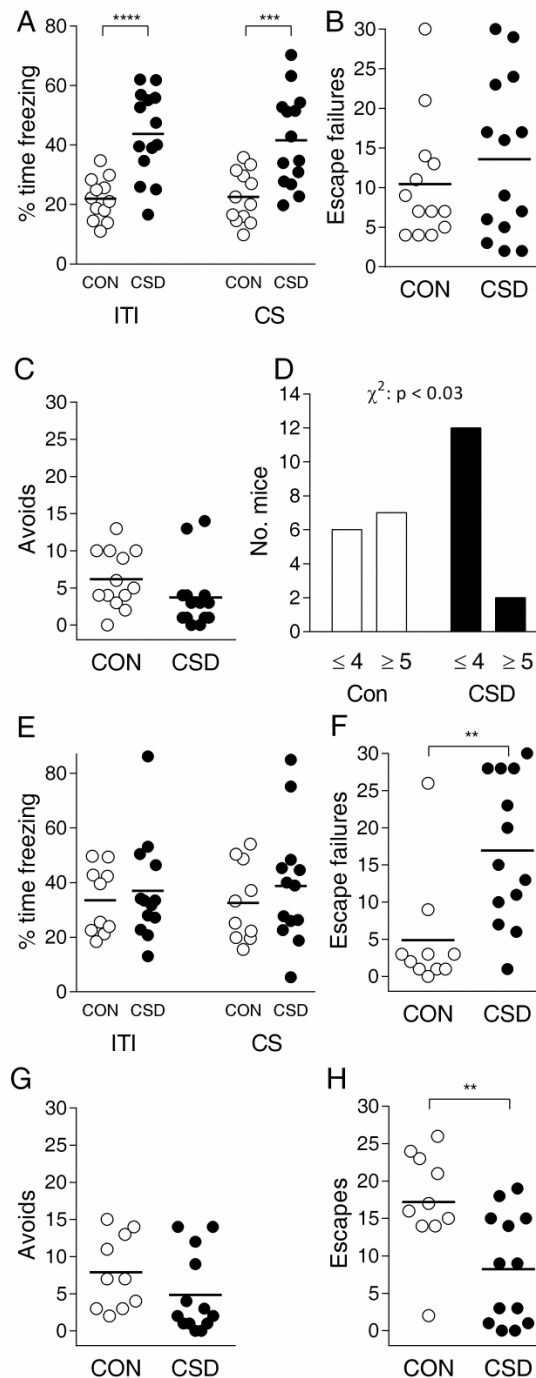 A
**** ***
% time freezing
80
60
40
20
0
CON CSD CON CSD
ITI CS
B
Escape failures
30
25
20
15
10
5
0
CON CSD
C
Avoids
30
25
20
15
10
5
0
CON CSD
D
χ²: p < 0.03
No. mice
14
12
10
8
6
4
2
0
≤ 4 ≥ 5 ≤ 4 ≥ 5
Con CSD
E
% time freezing
80
60
40
20
0
CON CSD CON CSD
ITI CS
F
**
Escape failures
30
25
20
15
10
5
0
CON CSD
G
Avoids
30
25
20
15
10
5
0
CON CSD
H
**
Escapes
30
25
20
15
10
5
0
CON CSD